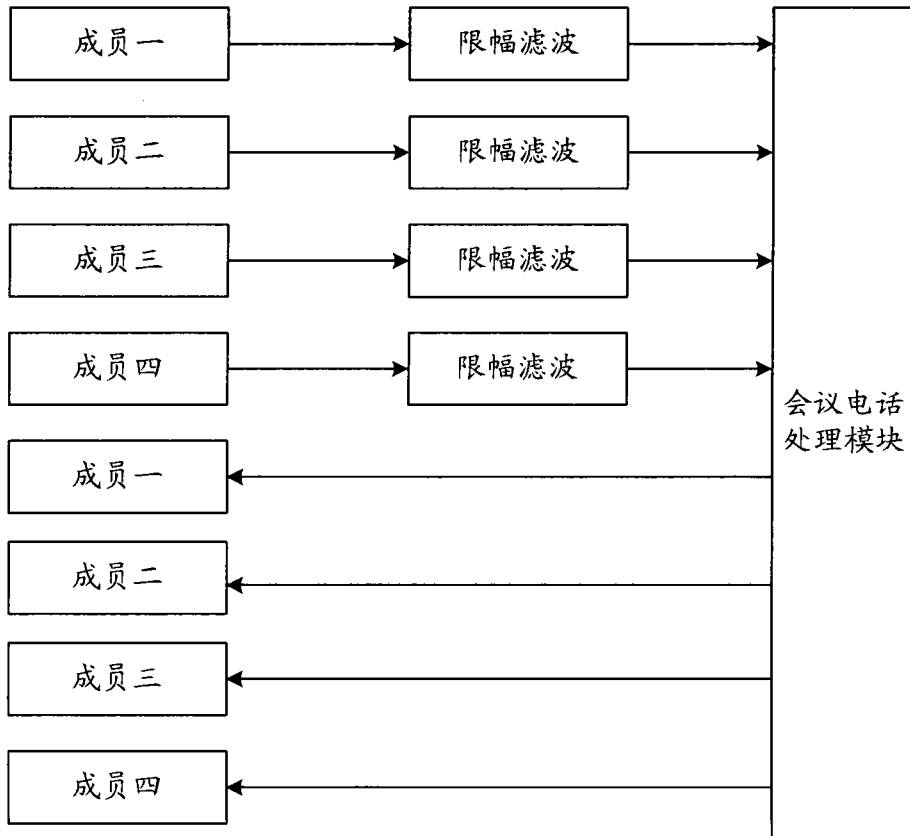 成员一
限幅滤波
成员二
限幅滤波
成员三
限幅滤波
成员四
限幅滤波
会议电话
处理模块
成员一
成员二
成员三
成员四